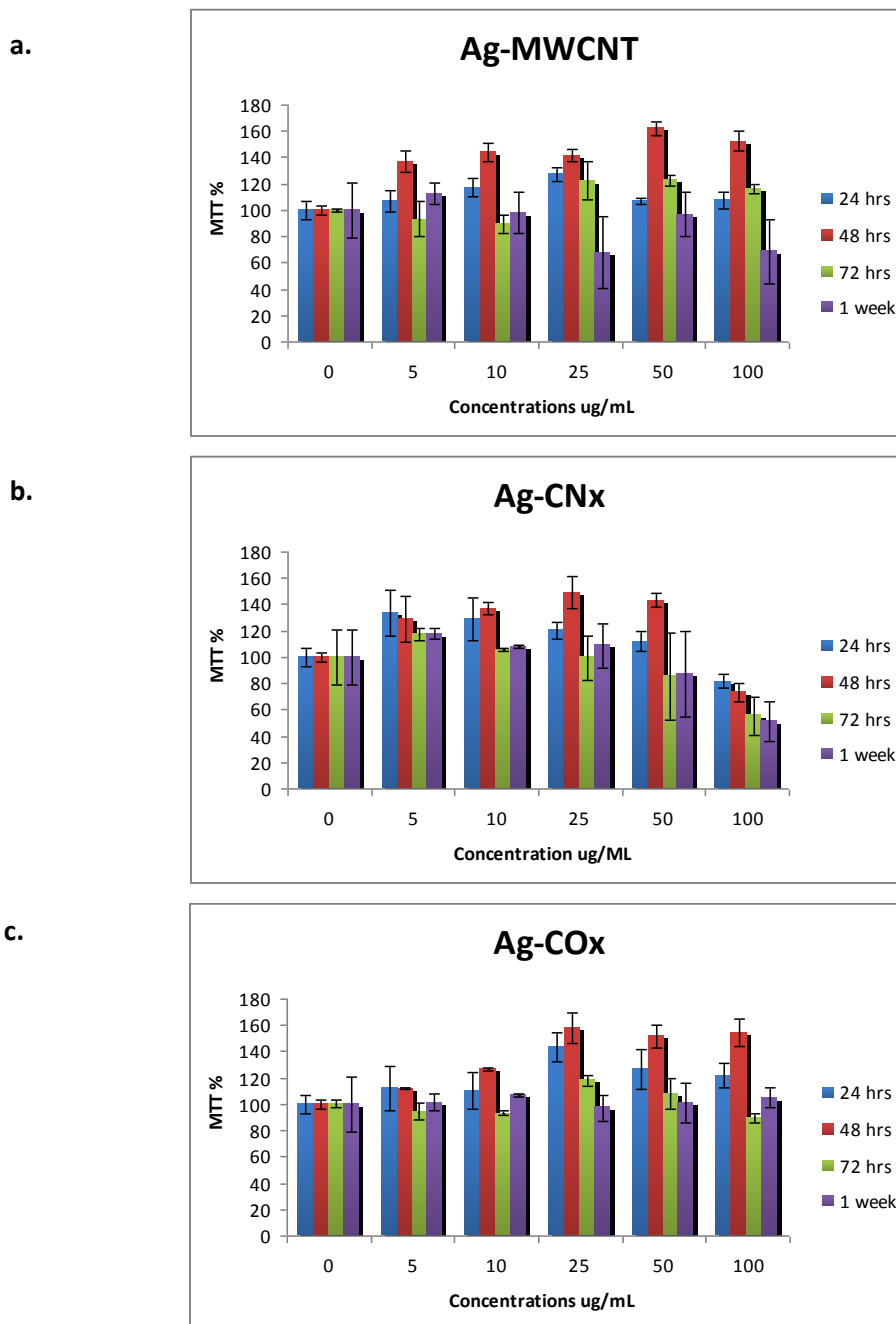 a.
Ag-MWCNT
180
160
140
120
100
80
60
40
20
0
MTT %
0 5 10 25 50 100
Concentrations ug/mL
24 hrs
48 hrs
72 hrs
1 week
b.
Ag-CNx
180
160
140
120
100
80
60
40
20
0
MTT %
0 5 10 25 50 100
Concentration ug/ML
24 hrs
48 hrs
72 hrs
1 week
c.
Ag-COx
180
160
140
120
100
80
60
40
20
0
MTT %
0 5 10 25 50 100
Concentrations ug/mL
24 hrs
48 hrs
72 hrs
1 week